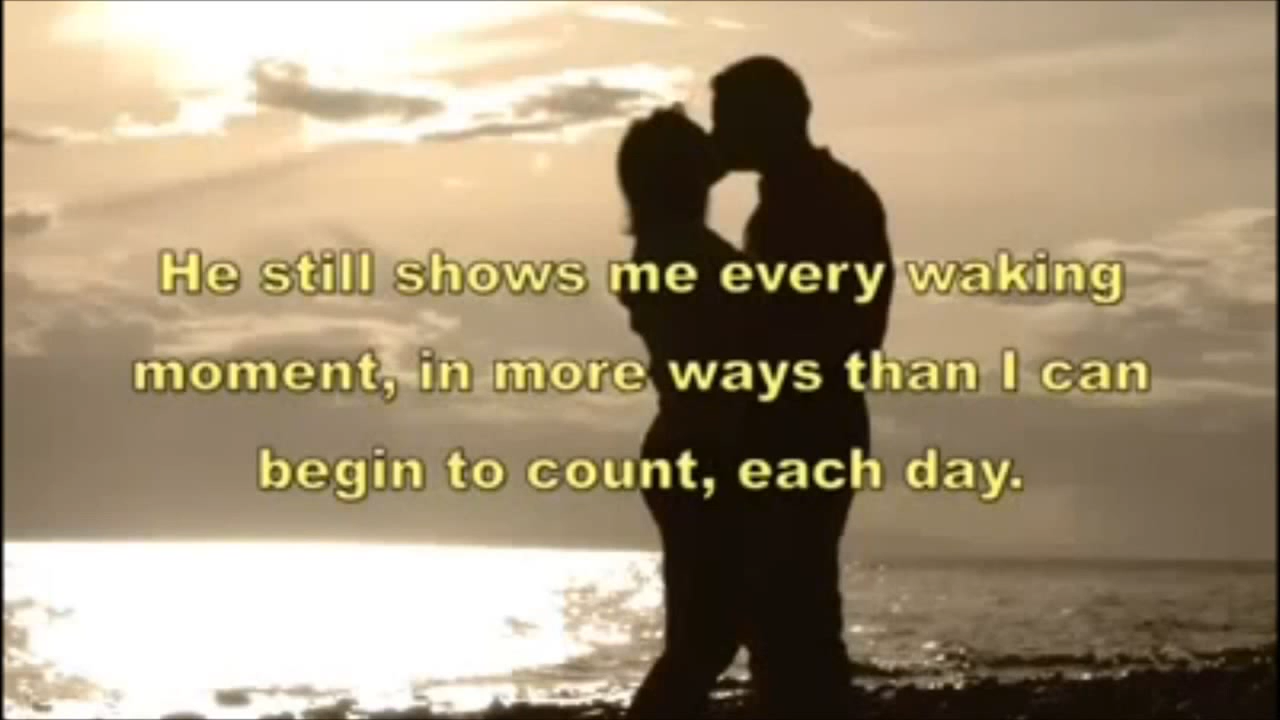 He still shows me every waking
moment, in more ways than I can
begin to count, each day.